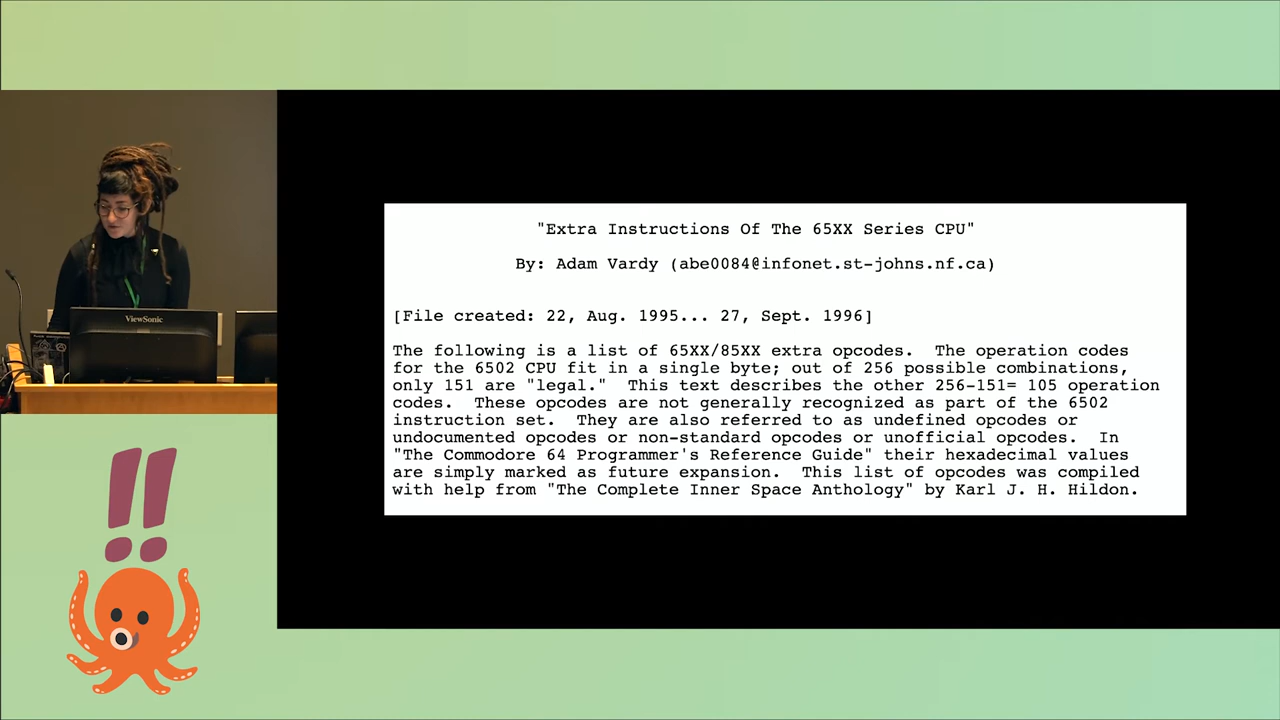 "Extra Instructions Of The 65XX Series CPU"
By: Adam Vardy (abe0084@infonet.st-johns.nf.ca)
[File created: 22, Aug. 1995... 27, Sept. 1996]
The following is a list of 65XX/85XX extra opcodes.  The operation codes
for the 6502 CPU fit in a single byte; out of 256 possible combinations,
only 151 are "legal."  This text describes the other 256-151= 105 operation
codes.  These opcodes are not generally recognized as part of the 6502
instruction set.  They are also referred to as undefined opcodes or
undocumented opcodes or non-standard opcodes or unofficial opcodes.  In
"The Commodore 64 Programmer's Reference Guide" their hexadecimal values
are simply marked as future expansion.  This list of opcodes was compiled
with help from "The Complete Inner Space Anthology" by Karl J. H. Hildon.
ViewSonic
!!